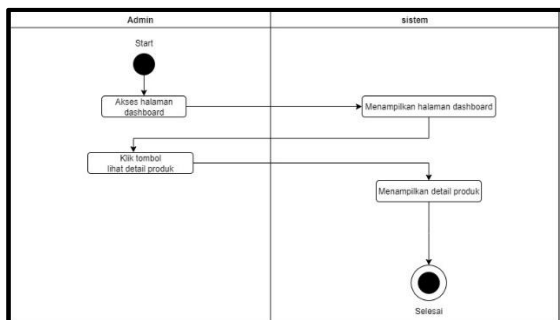 Admin
sistem
Start
Akses halaman
dashboard
Menampilkan halaman dashboard
Klik tombol
lihat detail produk
Menampilkan detail produk
Selesai